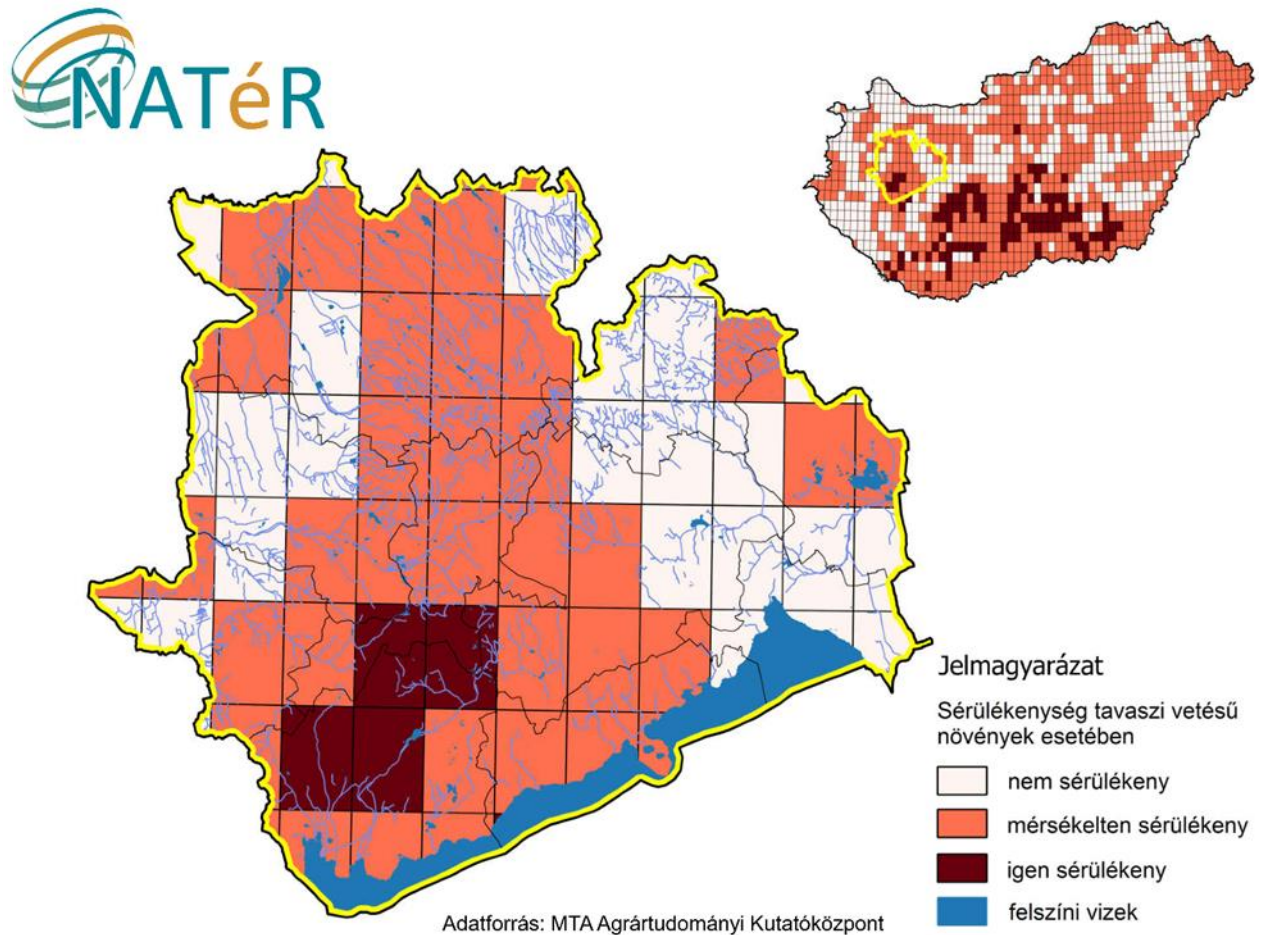 NATéR
Jelmagyarázat
Sérülékenység tavaszi vetésű
növények esetében
nem sérülékeny
mérsékelten sérülékeny
igen sérülékeny
felszíni vizek
Adatforrás: MTA Agrártudományi Kutatóközpont